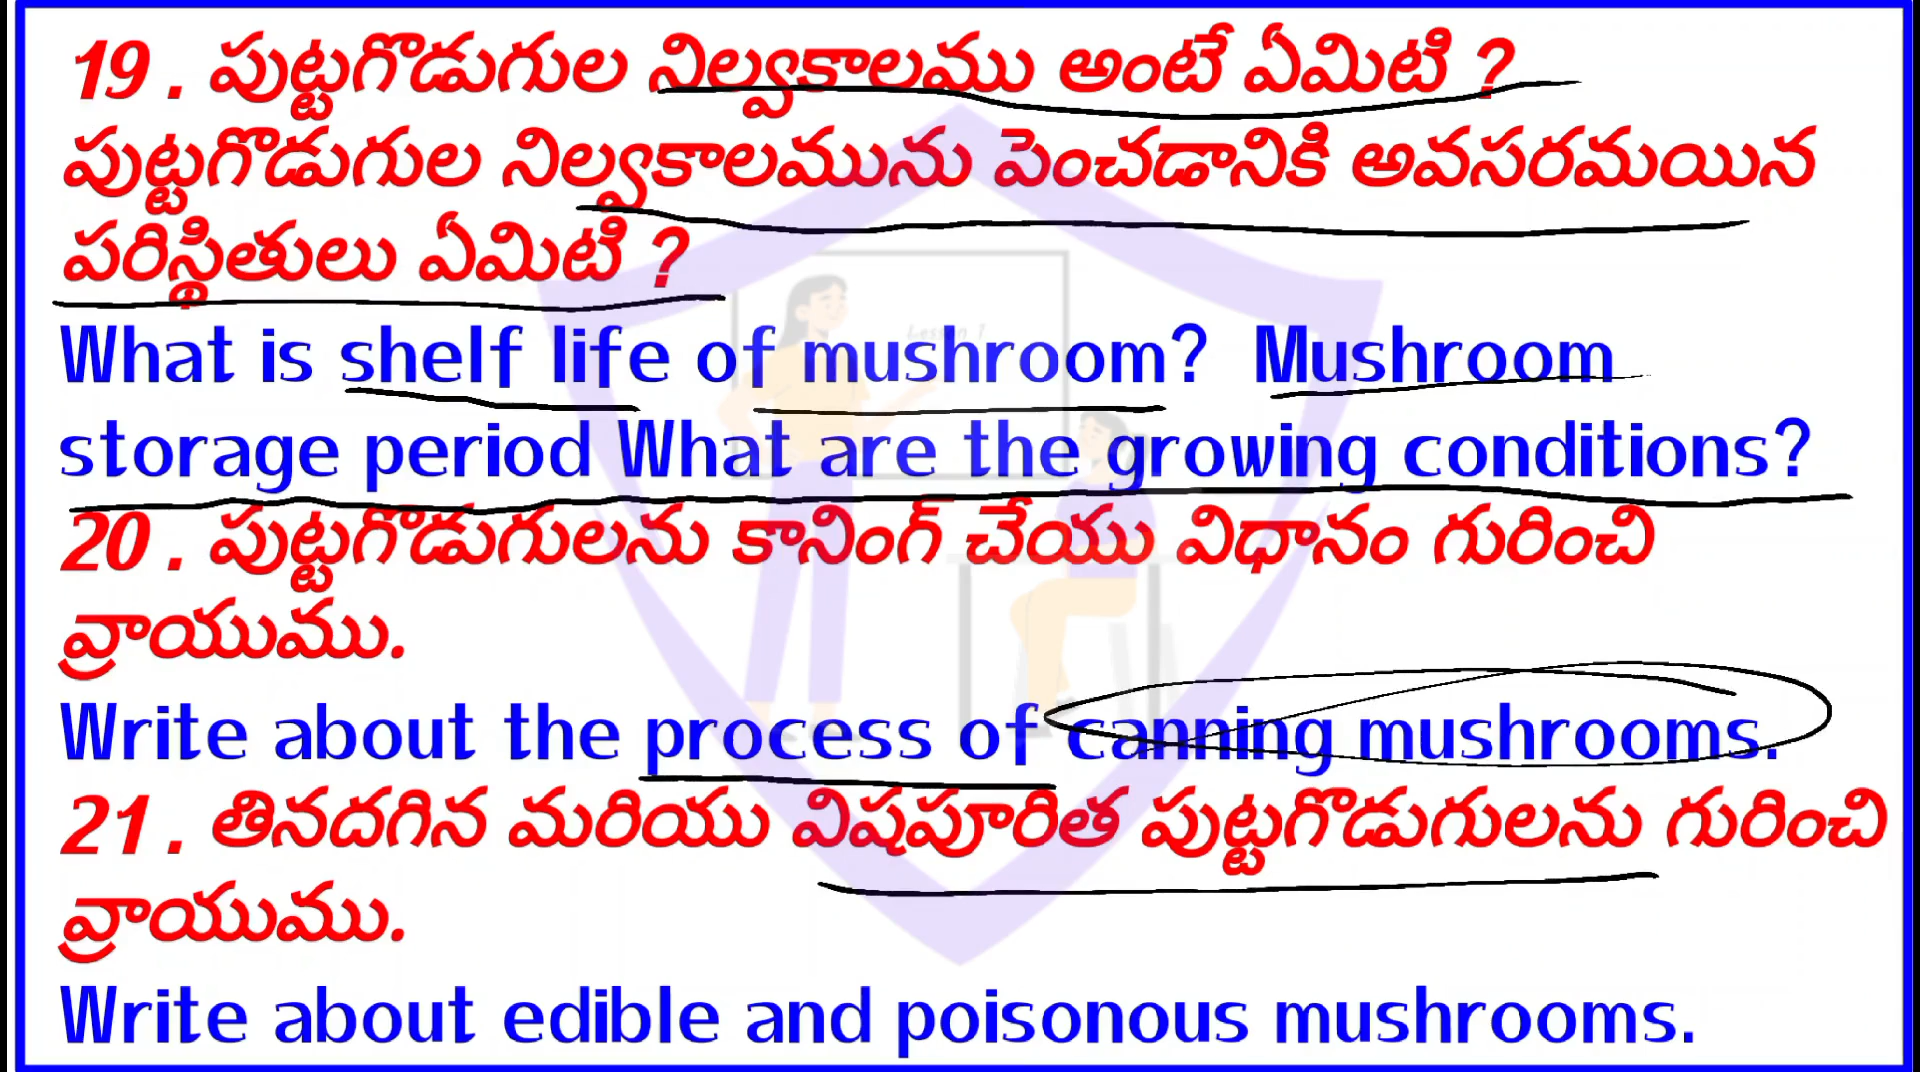 19 . పుట్టగొడుగుల నిల్వకాలము అంటే ఏమిటి ?
పుట్టగొడుగుల నిల్వకాలమును పెంచడానికి అవసరమయిన
పరిస్థితులు ఏమిటి ?
What is shelf life of mushroom? Mushroom
storage period What are the growing conditions?
20 . పుట్టగొడుగులను కానింగ్ చేయు విధానం గురించి
వ్రాయుము.
Write about the process of canning mushrooms.
21 . తినదగిన మరియు విషపూరిత పుట్టగొడుగులను గురించి
వ్రాయుము.
Write about edible and poisonous mushrooms.
Lesson 1